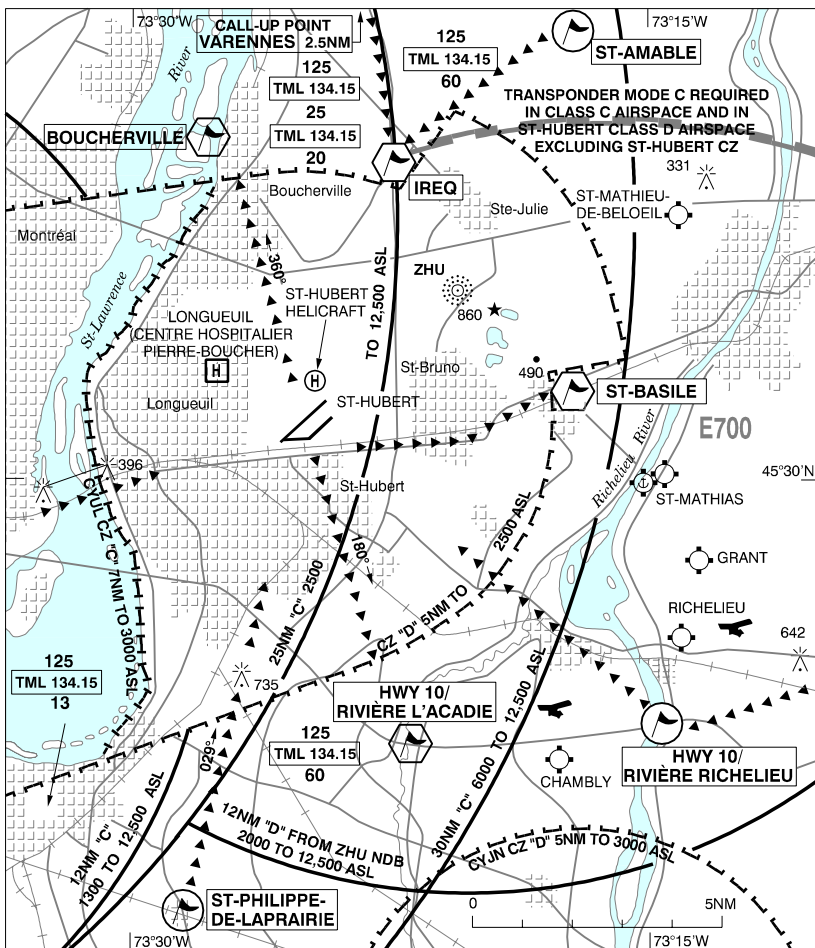 73°30'W
73°15'W
CALL-UP POINT
VARENNES 2.5NM
125
TML 134.15
25
TML 134.15
20
125
TML 134.15
60
ST-AMABLE
TRANSPONDER MODE C REQUIRED
IN CLASS C AIRSPACE AND IN
ST-HUBERT CLASS D AIRSPACE
EXCLUDING ST-HUBERT CZ
River
BOUCHERVILLE
IREQ
331
Boucherville
Ste-Julie
ST-MATHIEU-
DE-BELOEIL
Montréal
St-Lawrence
360°
ZHU
860
ST-HUBERT
HELICRAFT
H
TO 12,500 ASL
LONGUEUIL
(CENTRE HOSPITALIER
PIERRE-BOUCHER)
H
St-Bruno
490
ST-BASILE
Longueuil
ST-HUBERT
E700
Richelieu River
396
St-Hubert
45°30'N
ST-MATHIAS
CYUL CZ "C" 7NM TO 3000 ASL
25NM "C" 2500
180°
CZ "D" 5NM TO
2500 ASL
GRANT
RICHELIEU
642
125
TML 134.15
13
735
HWY 10/
RIVIÈRE L'ACADIE
125
TML 134.15
60
029°
30NM "C" 6000 TO 12,500 ASL
HWY 10/
RIVIÈRE RICHELIEU
CHAMBLY
12NM "C"
1300 TO 12,500 ASL
12NM "D" FROM ZHU NDB
2000 TO 12,500 ASL
CYJN CZ "D" 5NM TO 3000 ASL
ST-PHILIPPE-
DE-LAPRAIRIE
0
5NM
73°30'W
73°15'W